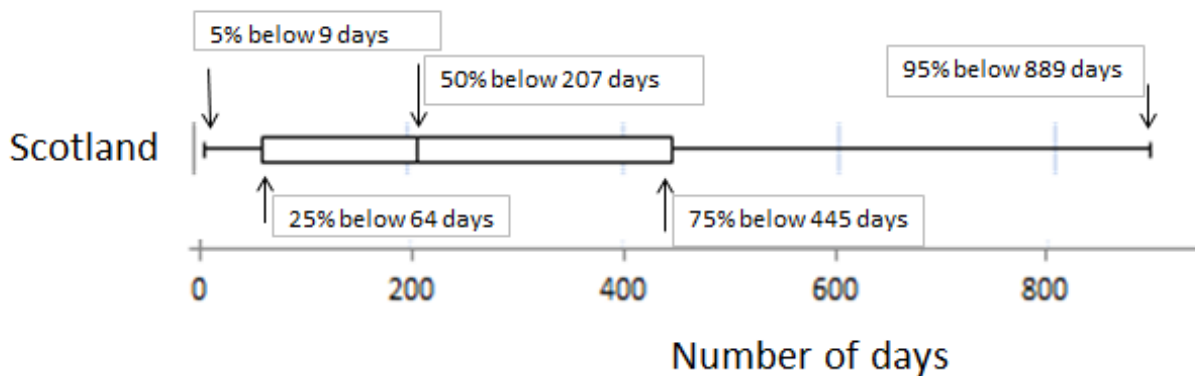 5% below 9 days
50% below 207 days
95% below 889 days
Scotland
25% below 64 days
75% below 445 days
0 200 400 600 800
Number of days